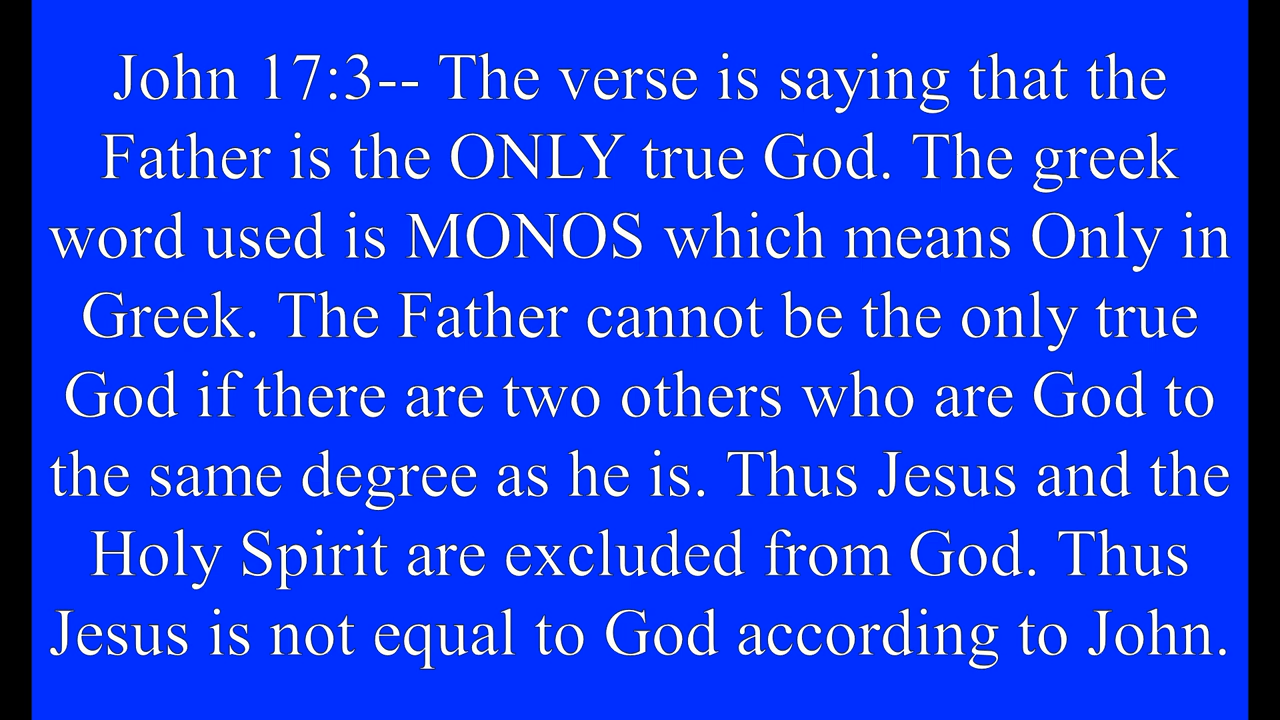 John 17:3-- The verse is saying that the
Father is the ONLY true God. The greek
word used is MONOS which means Only in
Greek. The Father cannot be the only true
God if there are two others who are God to
the same degree as he is. Thus Jesus and the
Holy Spirit are excluded from God. Thus
Jesus is not equal to God according to John.